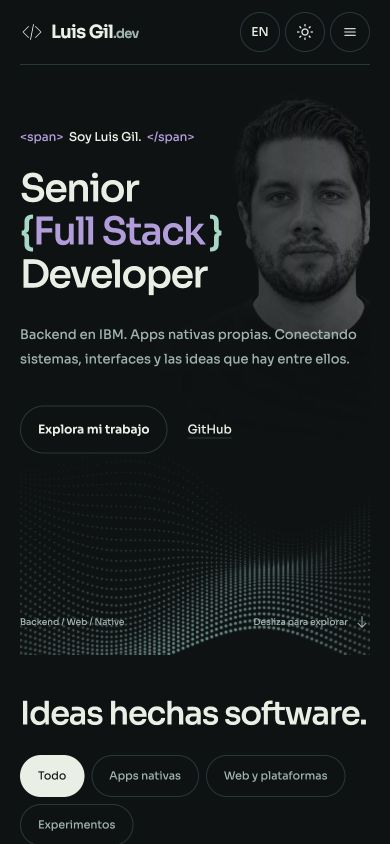 </> Luis Gil.dev
EN
<span> Soy Luis Gil. </span>
Senior
{Full Stack}
Developer
Backend en IBM. Apps nativas propias. Conectando
sistemas, interfaces y las ideas que hay entre ellos.
Explora mi trabajo
GitHub
Backend / Web / Native
Desliza para explorar ↓
Ideas hechas software.
Todo
Apps nativas
Web y plataformas
Experimentos